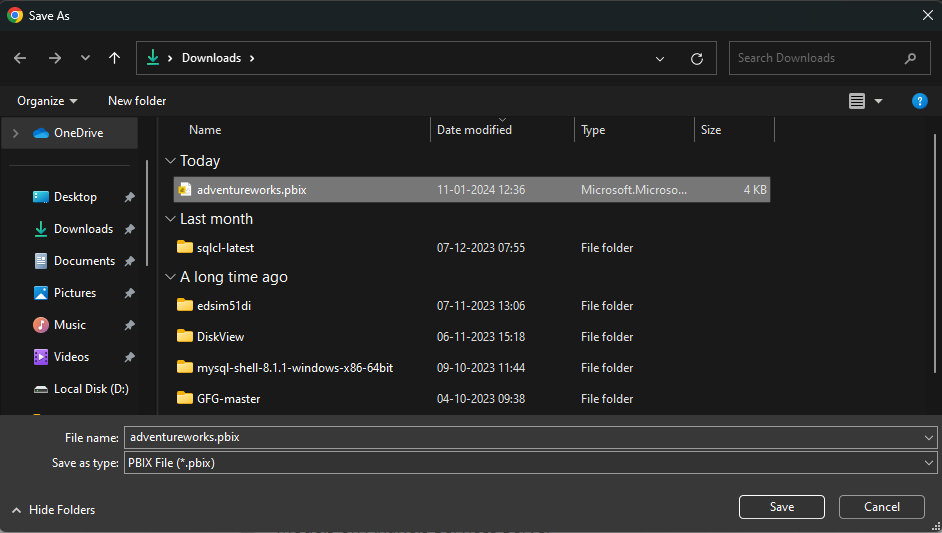 Save As
Downloads
Search Downloads
Organize New folder
?
OneDrive
Desktop
Downloads
Documents
Pictures
Music
Videos
Local Disk (D:)
Name Date modified Type Size
Today
adventureworks.pbix 11-01-2024 12:36 Microsoft.Microso... 4 KB
Last month
sqlcl-latest 07-12-2023 07:55 File folder
A long time ago
edsim51di 07-11-2023 13:06 File folder
DiskView 06-11-2023 15:18 File folder
mysql-shell-8.1.1-windows-x86-64bit 09-10-2023 11:44 File folder
GFG-master 04-10-2023 09:38 File folder
File name: adventureworks.pbix
Save as type: PBIX File (*.pbix)
Hide Folders Save Cancel